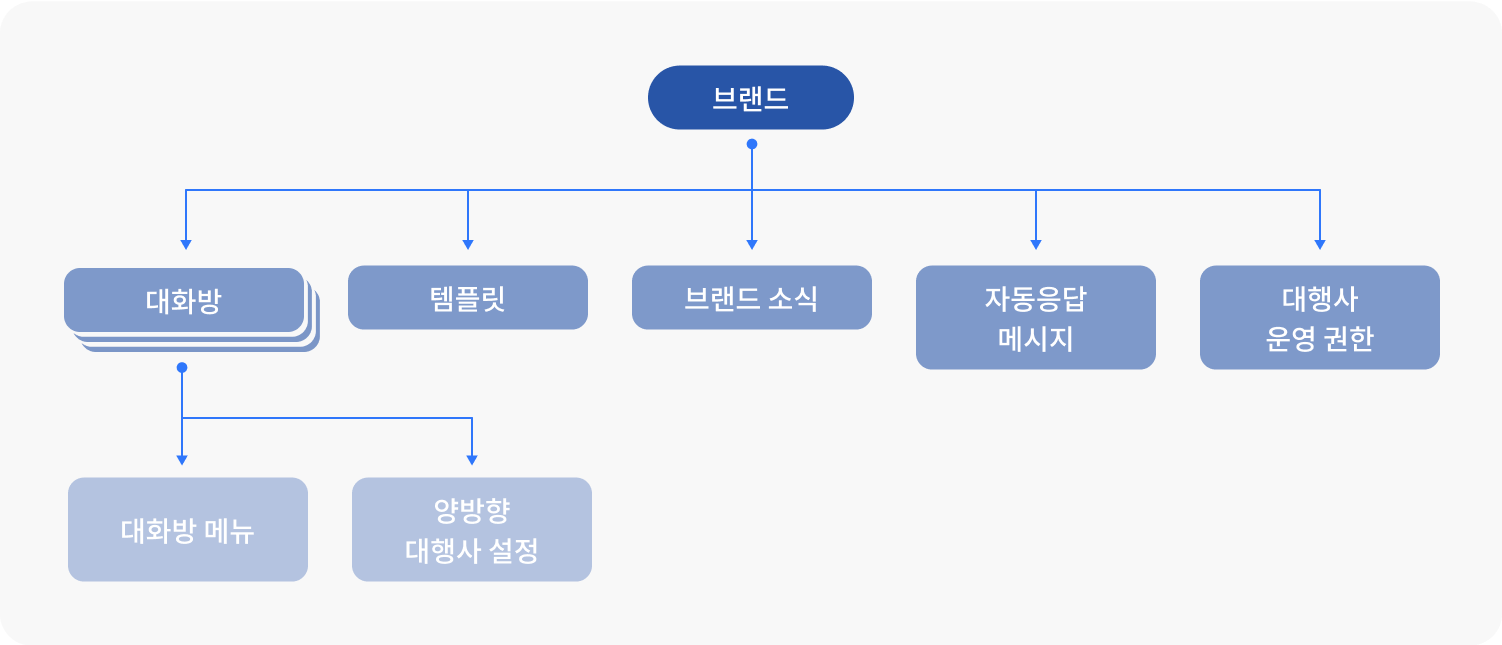 브랜드
대화방
템플릿
브랜드 소식
자동응답
메시지
대행사
운영 권한
대화방 메뉴
양방향
대행사 설정